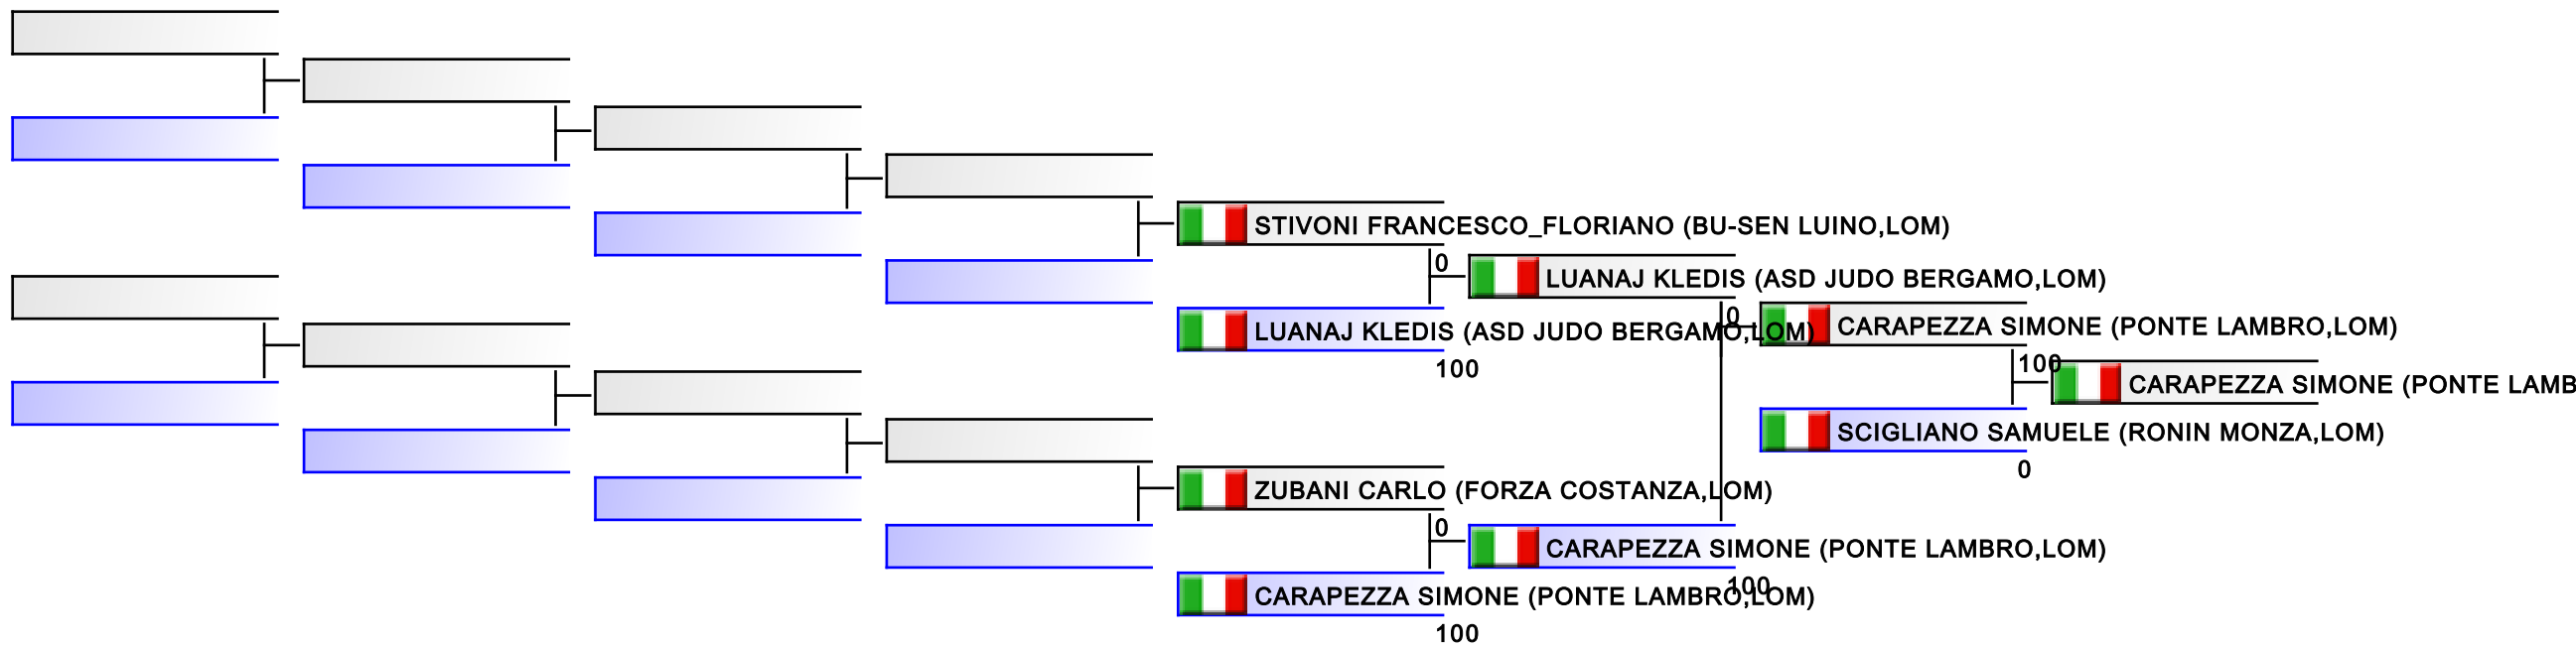 STIVONI FRANCESCO_FLORIANO (BU-SEN LUINO,LOM)
0
LUANAJ KLEDIS (ASD JUDO BERGAMO,LOM)
LUANAJ KLEDIS (ASD JUDO BERGAMO,LOM)
100
0
CARAPEZZA SIMONE (PONTE LAMBRO,LOM)
100
CARAPEZZA SIMONE (PONTE LAMB
SCIGLIANO SAMUELE (RONIN MONZA,LOM)
0
ZUBANI CARLO (FORZA COSTANZA,LOM)
0
CARAPEZZA SIMONE (PONTE LAMBRO,LOM)
100
CARAPEZZA SIMONE (PONTE LAMBRO,LOM)
100